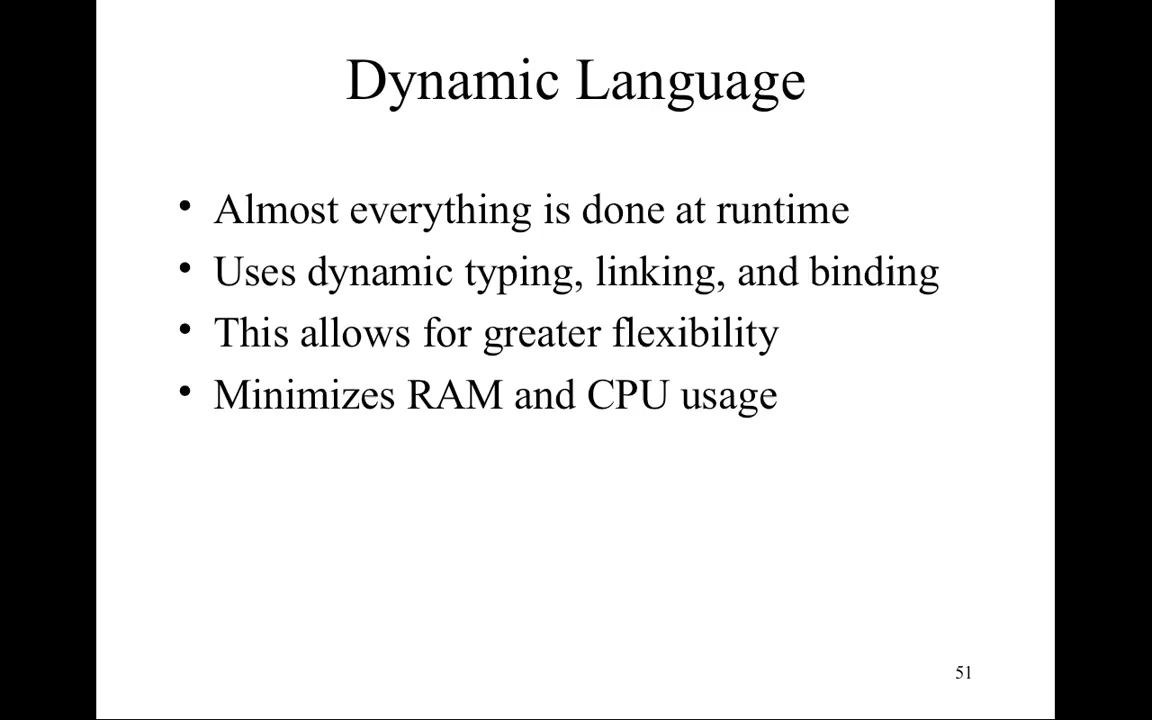 Dynamic Language
• Almost everything is done at runtime
• Uses dynamic typing, linking, and binding
• This allows for greater flexibility
• Minimizes RAM and CPU usage
51